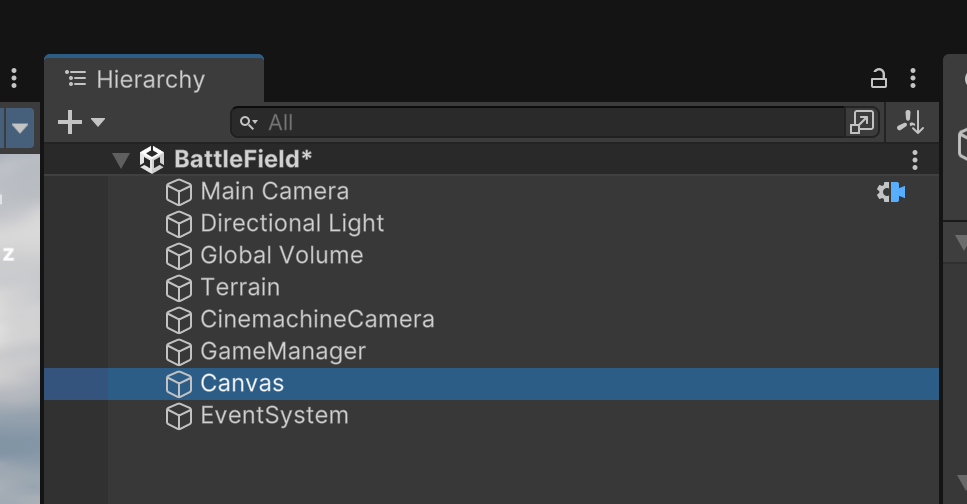 Hierarchy
All
BattleField*
Main Camera
Directional Light
z
Global Volume
Terrain
CinemachineCamera
GameManager
Canvas
EventSystem